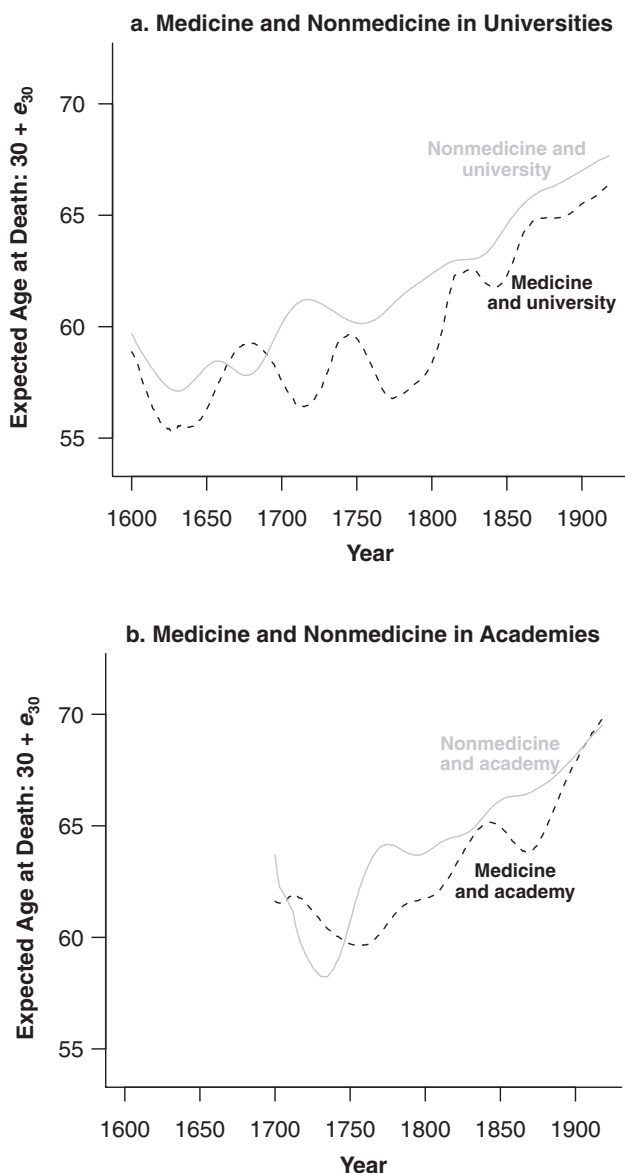 a. Medicine and Nonmedicine in Universities
Expected Age at Death: 30 + e30
70
65
60
55
Nonmedicine and
university
Medicine
and university
1600 1650 1700 1750 1800 1850 1900
Year
b. Medicine and Nonmedicine in Academies
Expected Age at Death: 30 + e30
70
65
60
55
Nonmedicine
and academy
Medicine
and academy
1600 1650 1700 1750 1800 1850 1900
Year